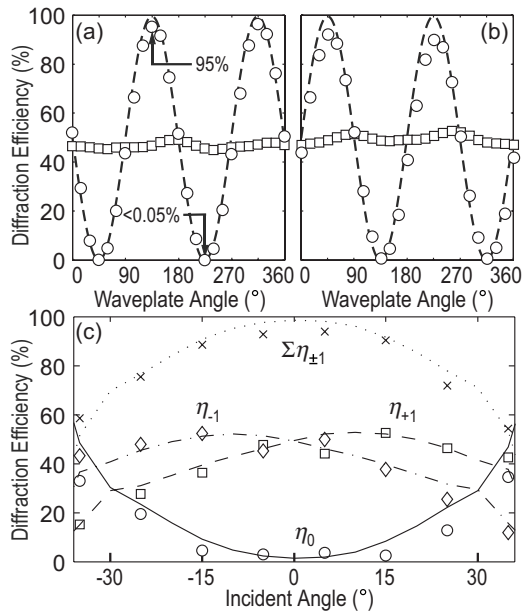 (a)
(b)
Diffraction Efficiency (%)
100
80
60
40
20
0
95%
<0.05%
0 90 180 270 360
0 90 180 270 360
Waveplate Angle (°)
Waveplate Angle (°)
(c)
Diffraction Efficiency (%)
100
80
60
40
20
0
Ση±1
η-1
η+1
η0
-30 -15 0 15 30
Incident Angle (°)